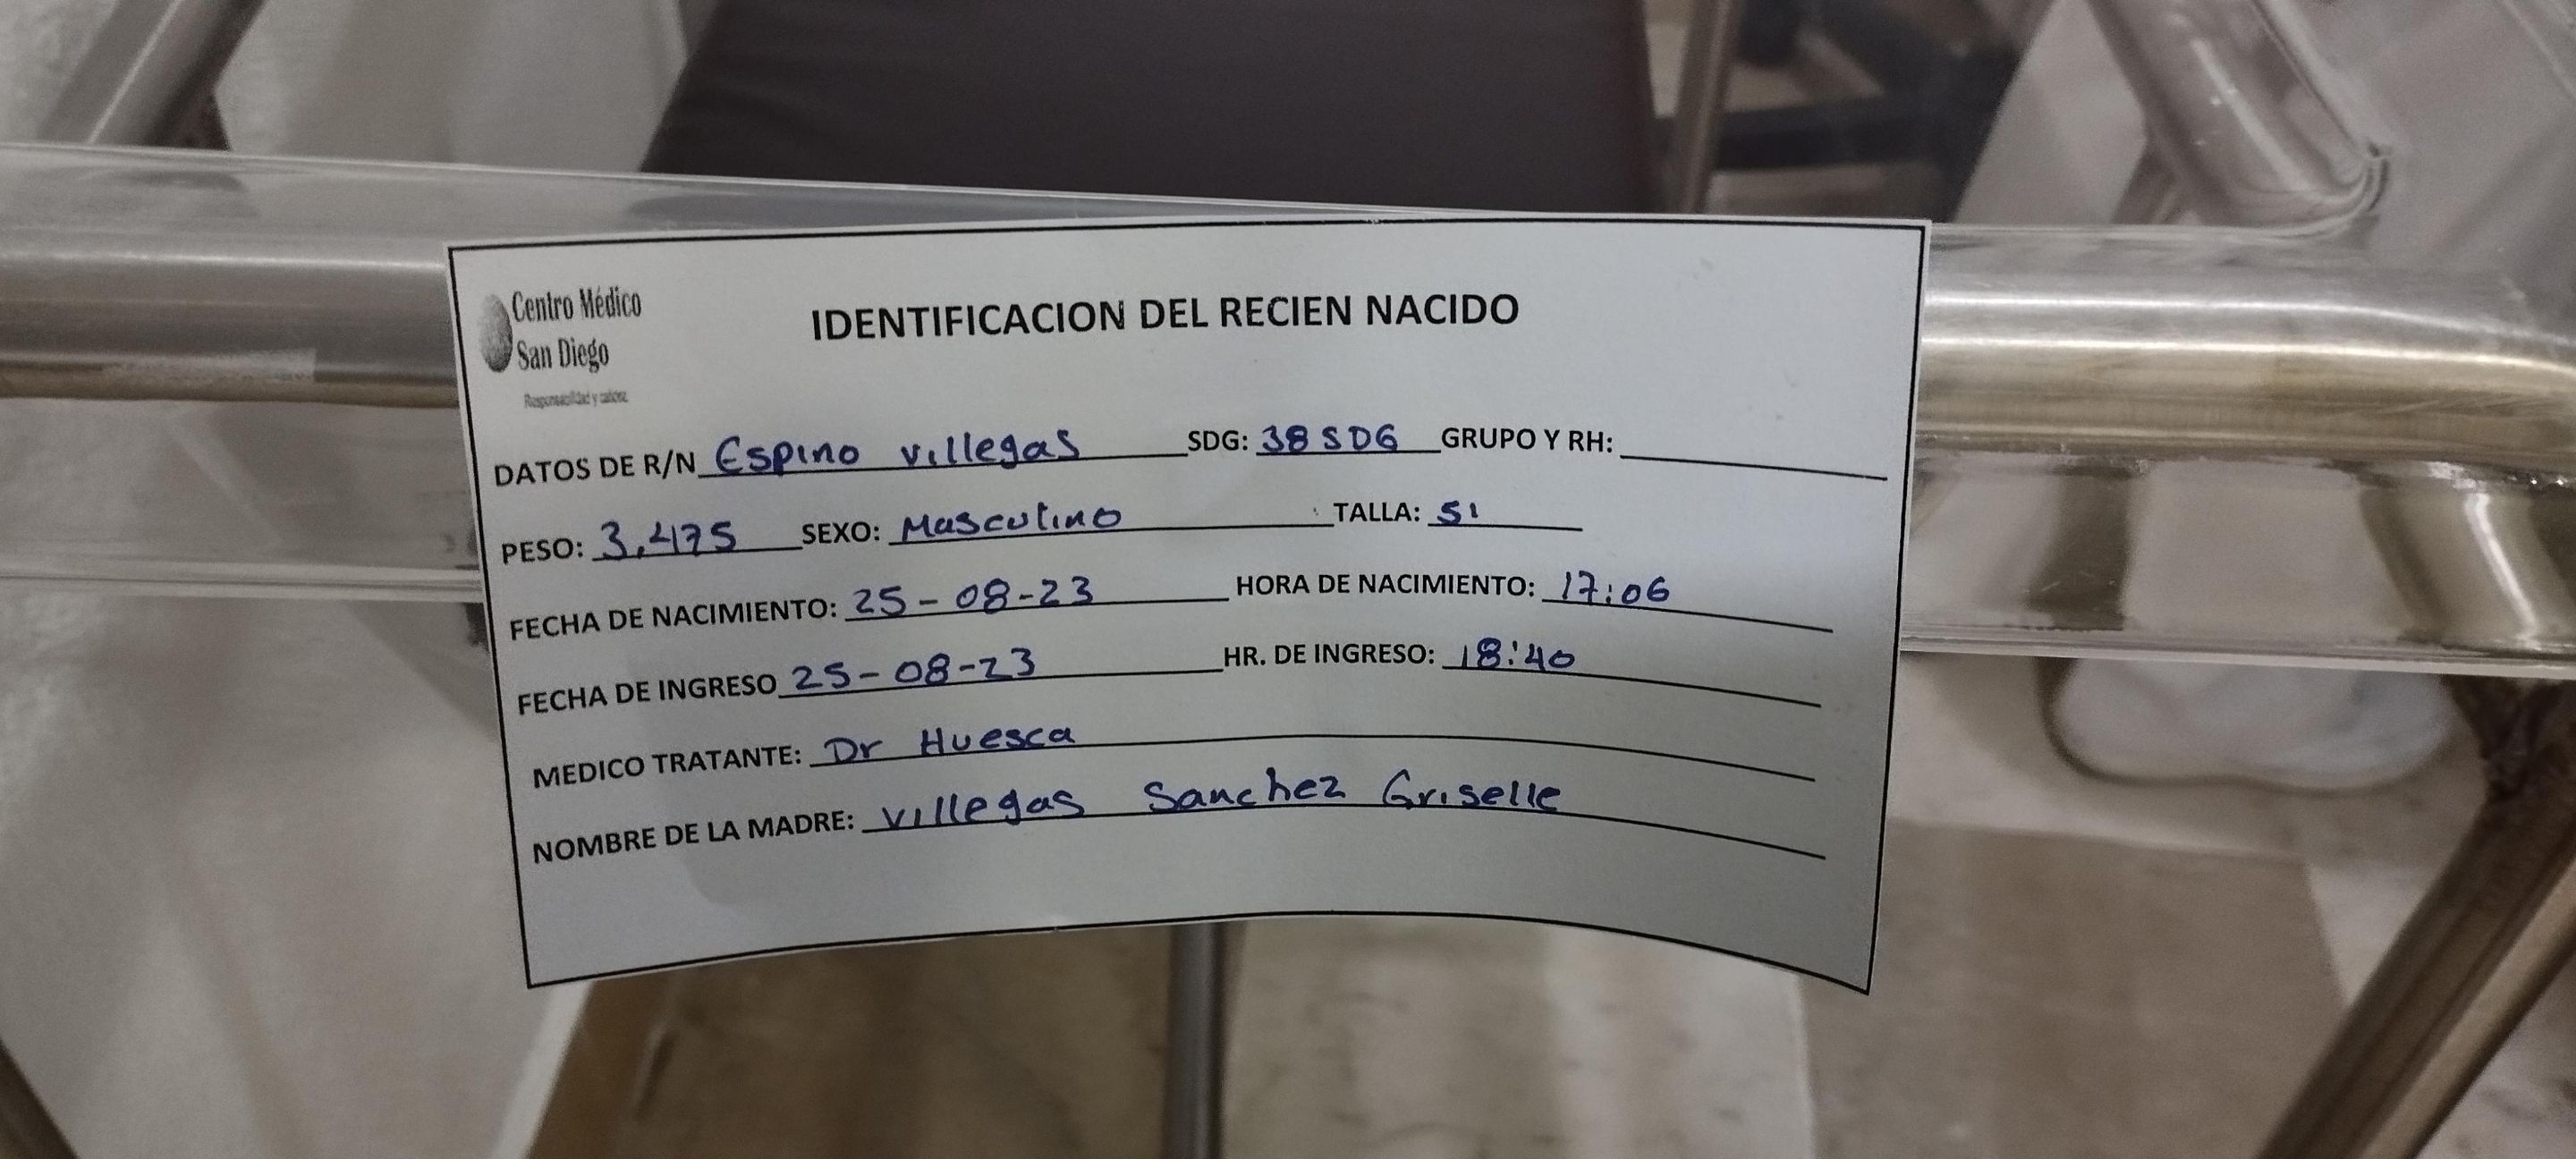 Centro Médico
San Diego
Responsabilidad y calidez
IDENTIFICACION DEL RECIEN NACIDO
DATOS DE R/N Espino villegas SDG: 38 SDG GRUPO Y RH:
PESO: 3,475 SEXO: Masculino TALLA: 51
FECHA DE NACIMIENTO: 25-08-23 HORA DE NACIMIENTO: 17:06
FECHA DE INGRESO 25-08-23 HR. DE INGRESO: 18:40
MEDICO TRATANTE: Dr Huesca
NOMBRE DE LA MADRE: villegas Sanchez Griselle